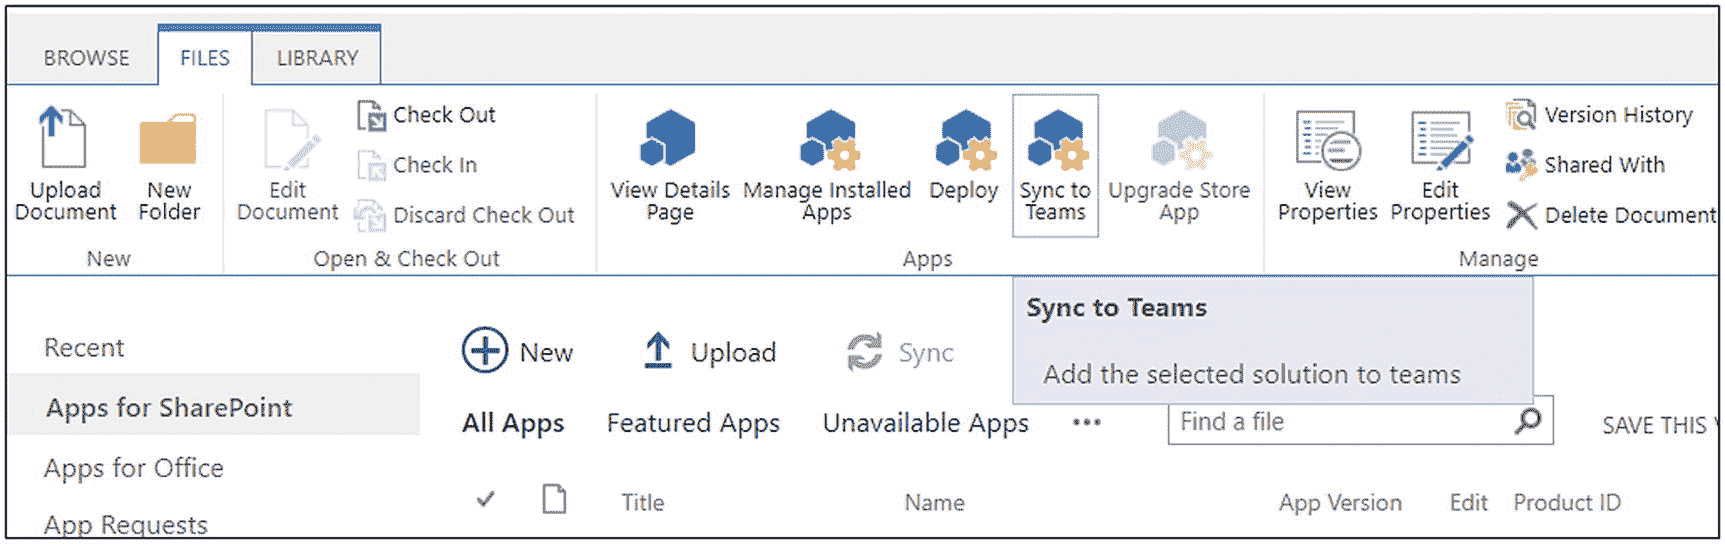 BROWSE FILES LIBRARY
Upload
Document
New
Folder
New
Edit
Document
Check Out
Check In
Discard Check Out
Open & Check Out
View Details
Page
Manage Installed
Apps
Deploy
Sync to
Teams
Upgrade Store
App
Apps
View
Properties
Edit
Properties
Version History
Shared With
Delete Document
Manage
Sync to Teams
Add the selected solution to teams
Recent
Apps for SharePoint
Apps for Office
App Requests
New Upload Sync
All Apps Featured Apps Unavailable Apps ••• Find a file SAVE THIS
Title Name App Version Edit Product ID